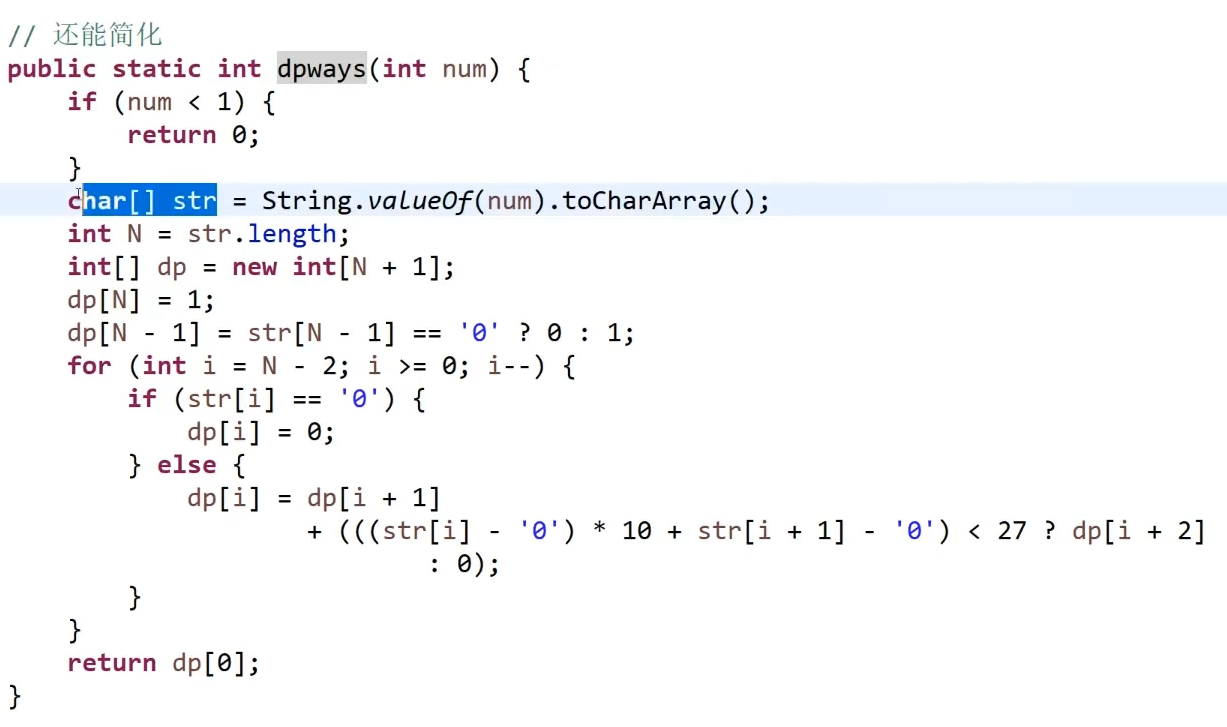 // 还能简化
public static int dpways(int num) {
    if (num < 1) {
        return 0;
    }
    char[] str = String.valueOf(num).toCharArray();
    int N = str.length;
    int[] dp = new int[N + 1];
    dp[N] = 1;
    dp[N - 1] = str[N - 1] == '0' ? 0 : 1;
    for (int i = N - 2; i >= 0; i--) {
        if (str[i] == '0') {
            dp[i] = 0;
        } else {
            dp[i] = dp[i + 1]
                    + (((str[i] - '0') * 10 + str[i + 1] - '0') < 27 ? dp[i + 2]
                            : 0);
        }
    }
    return dp[0];
}